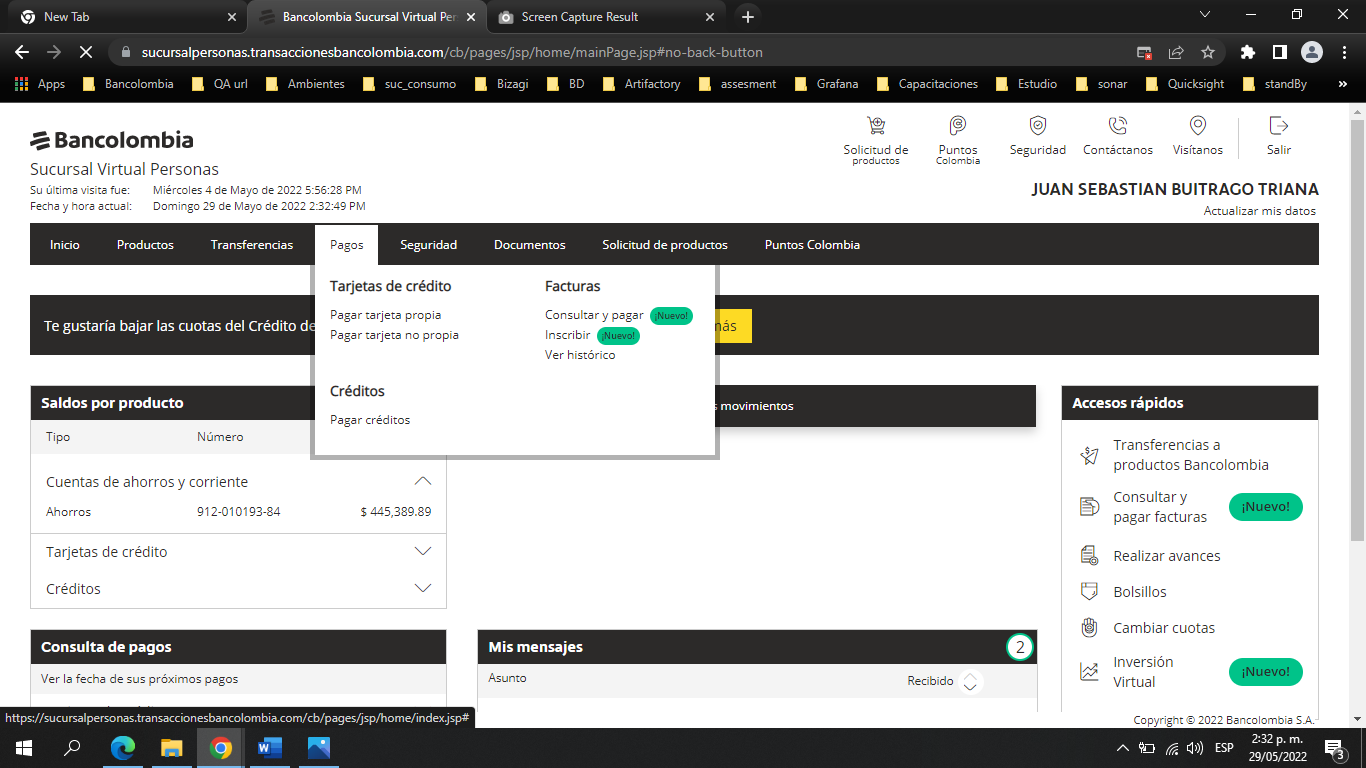 New Tab
Bancolombia Sucursal Virtual Per
Screen Capture Result
sucursalpersonas.transaccionesbancolombia.com/cb/pages/jsp/home/mainPage.jsp#no-back-button
Apps Bancolombia QA url Ambientes suc_consumo Bizagi BD Artifactory assesment Grafana Capacitaciones Estudio sonar Quicksight standBy »
Bancolombia
Sucursal Virtual Personas
Su última visita fue: Miércoles 4 de Mayo de 2022 5:56:28 PM
Fecha y hora actual: Domingo 29 de Mayo de 2022 2:32:49 PM
Solicitud de productos
Puntos Colombia
Seguridad
Contáctanos
Visítanos
Salir
JUAN SEBASTIAN BUITRAGO TRIANA
Actualizar mis datos
Inicio Productos Transferencias Pagos Seguridad Documentos Solicitud de productos Puntos Colombia
Tarjetas de crédito
Pagar tarjeta propia
Pagar tarjeta no propia
Créditos
Pagar créditos
Facturas
Consultar y pagar ¡Nuevo!
Inscribir ¡Nuevo!
Ver histórico
Te gustaría bajar las cuotas del Crédito de
más
Saldos por producto
Tipo Número
Cuentas de ahorros y corriente
Ahorros 912-010193-84 $ 445,389.89
Tarjetas de crédito
Créditos
movimientos
Accesos rápidos
Transferencias a
productos Bancolombia
Consultar y
pagar facturas
¡Nuevo!
Realizar avances
Bolsillos
Cambiar cuotas
Inversión
Virtual
¡Nuevo!
Consulta de pagos
Ver la fecha de sus próximos pagos
Mis mensajes 2
Asunto Recibido
https://sucursalpersonas.transaccionesbancolombia.com/cb/pages/jsp/home/index.jsp#
Copyright © 2022 Bancolombia S.A.
ESP
2:32 p. m.
29/05/2022
3